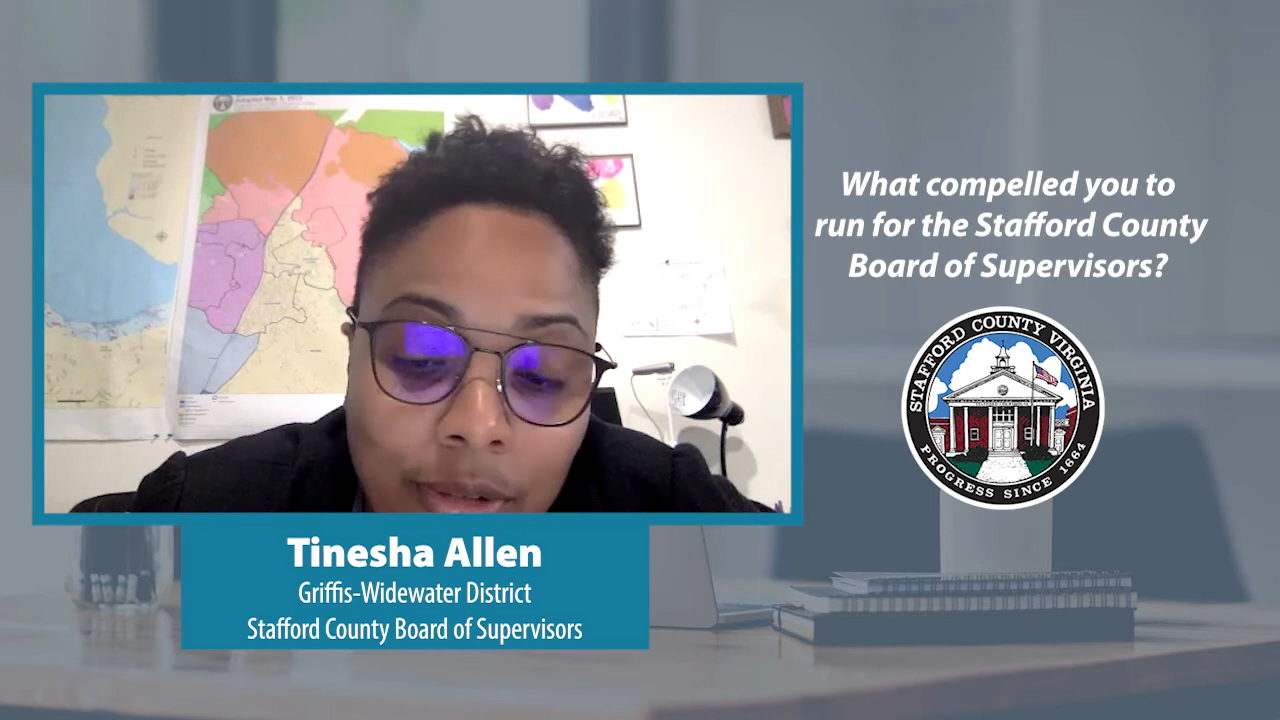 What compelled you to
run for the Stafford County
Board of Supervisors?
STAFFORD COUNTY VIRGINIA
PROGRESS SINCE 1664
Tinesha Allen
Griffis-Widewater District
Stafford County Board of Supervisors